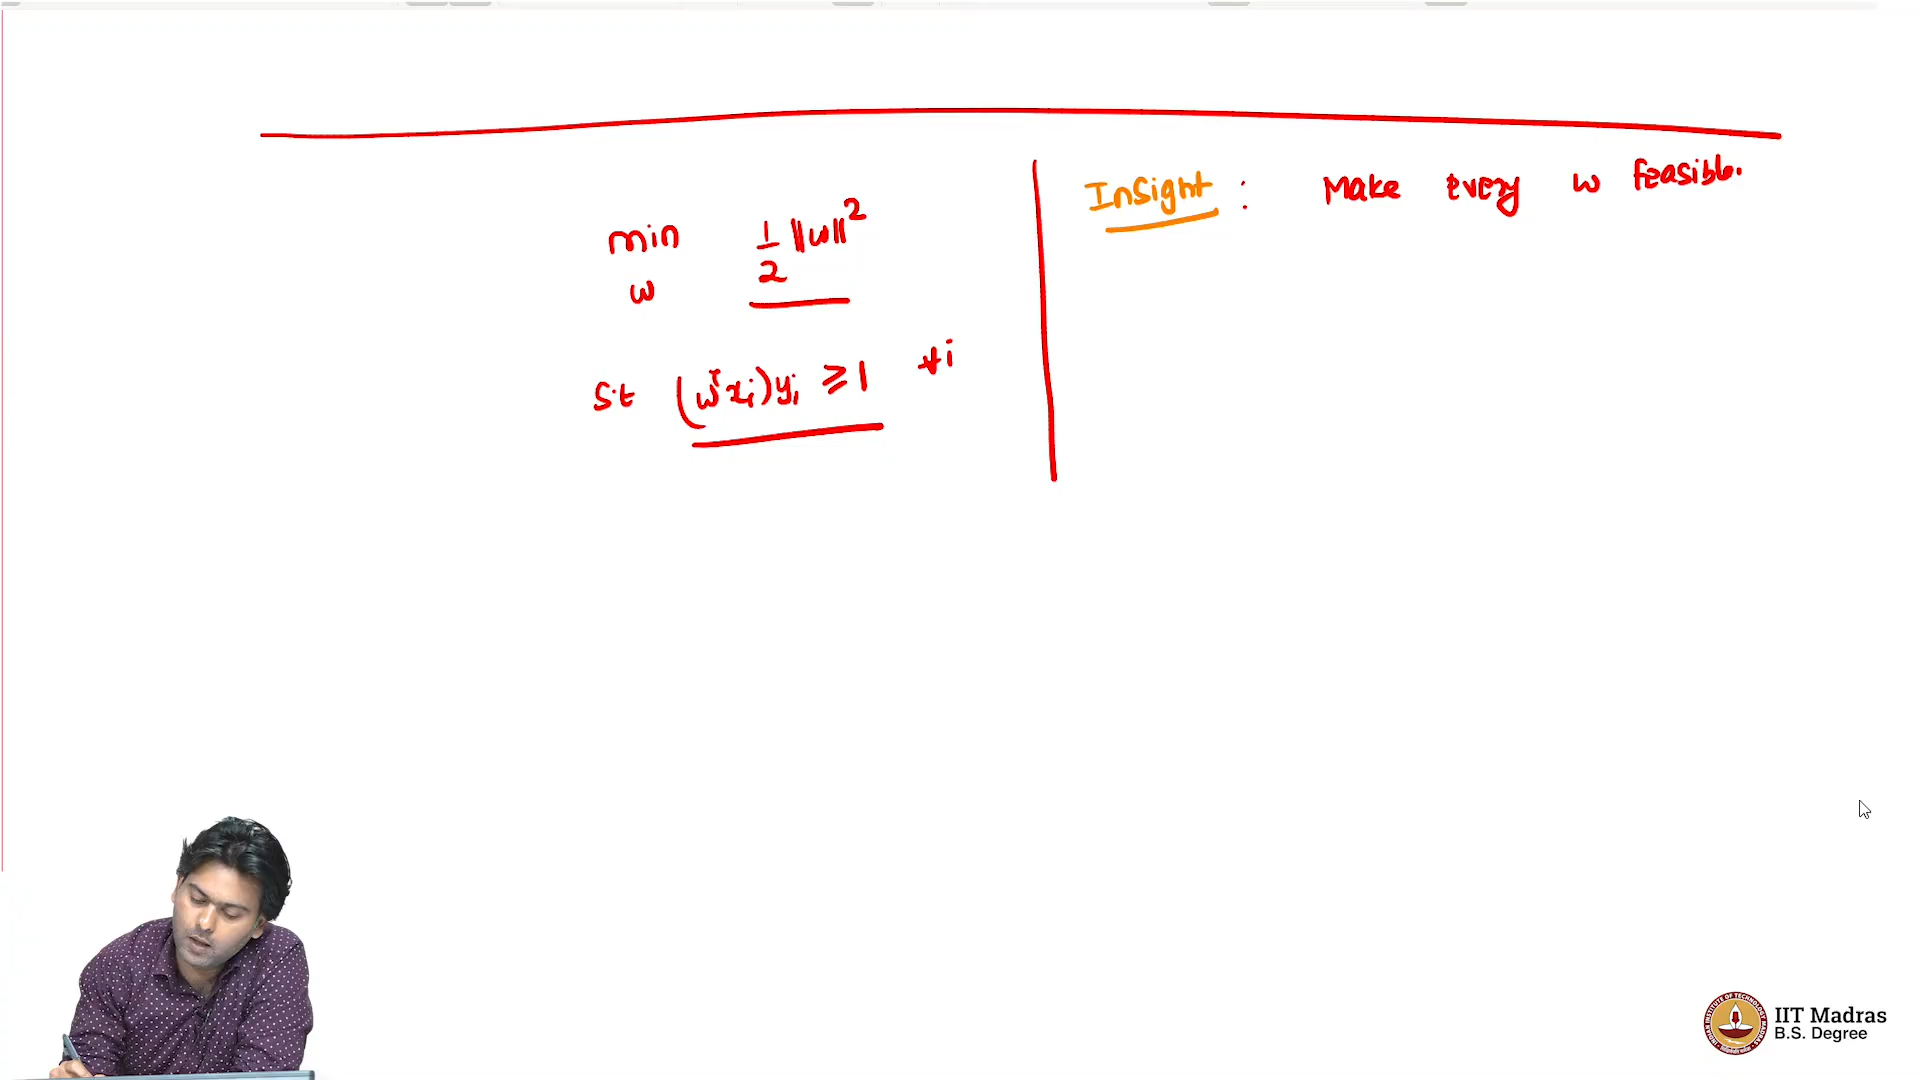 min 1/2 ||w||²
w
s.t (wᵀxᵢ)yᵢ ≥ 1 ∀i
Insight : Make every w feasible.
IIT Madras
B.S. Degree